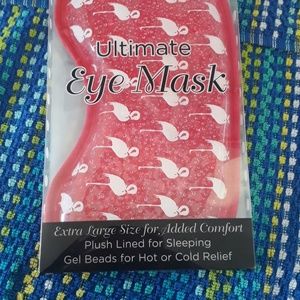 Ultimate
Eye Mask
Extra Large Size for Added Comfort
Plush Lined for Sleeping
Gel Beads for Hot or Cold Relief